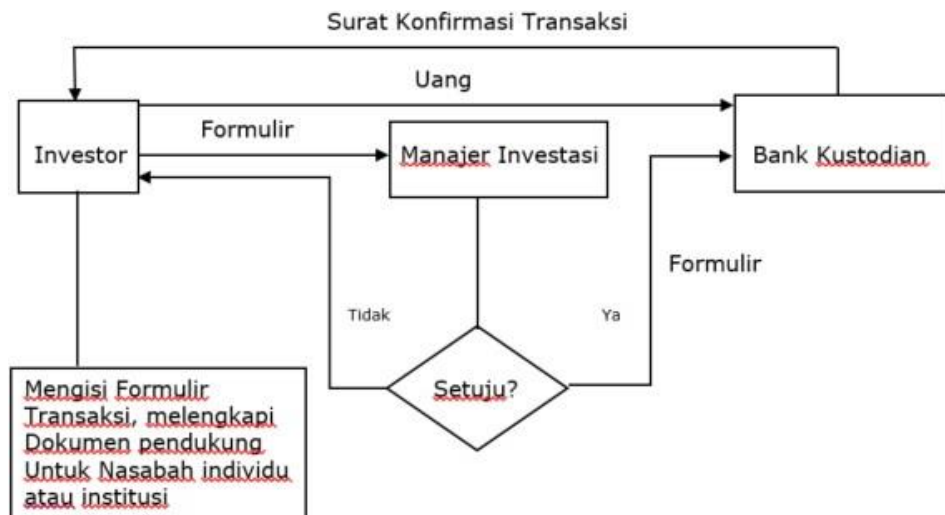 Surat Konfirmasi Transaksi
Uang
Formulir
Investor
Manajer Investasi
Bank Kustodian
Formulir
Tidak
Ya
Setuju?
Mengisi Formulir
Transaksi, melengkapi
Dokumen pendukung
Untuk Nasabah individu
atau institusi